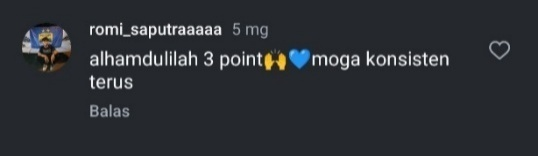 romi_saputraaaaa 5 mg
alhamdulilah 3 point🙌💙moga konsisten
terus
Balas